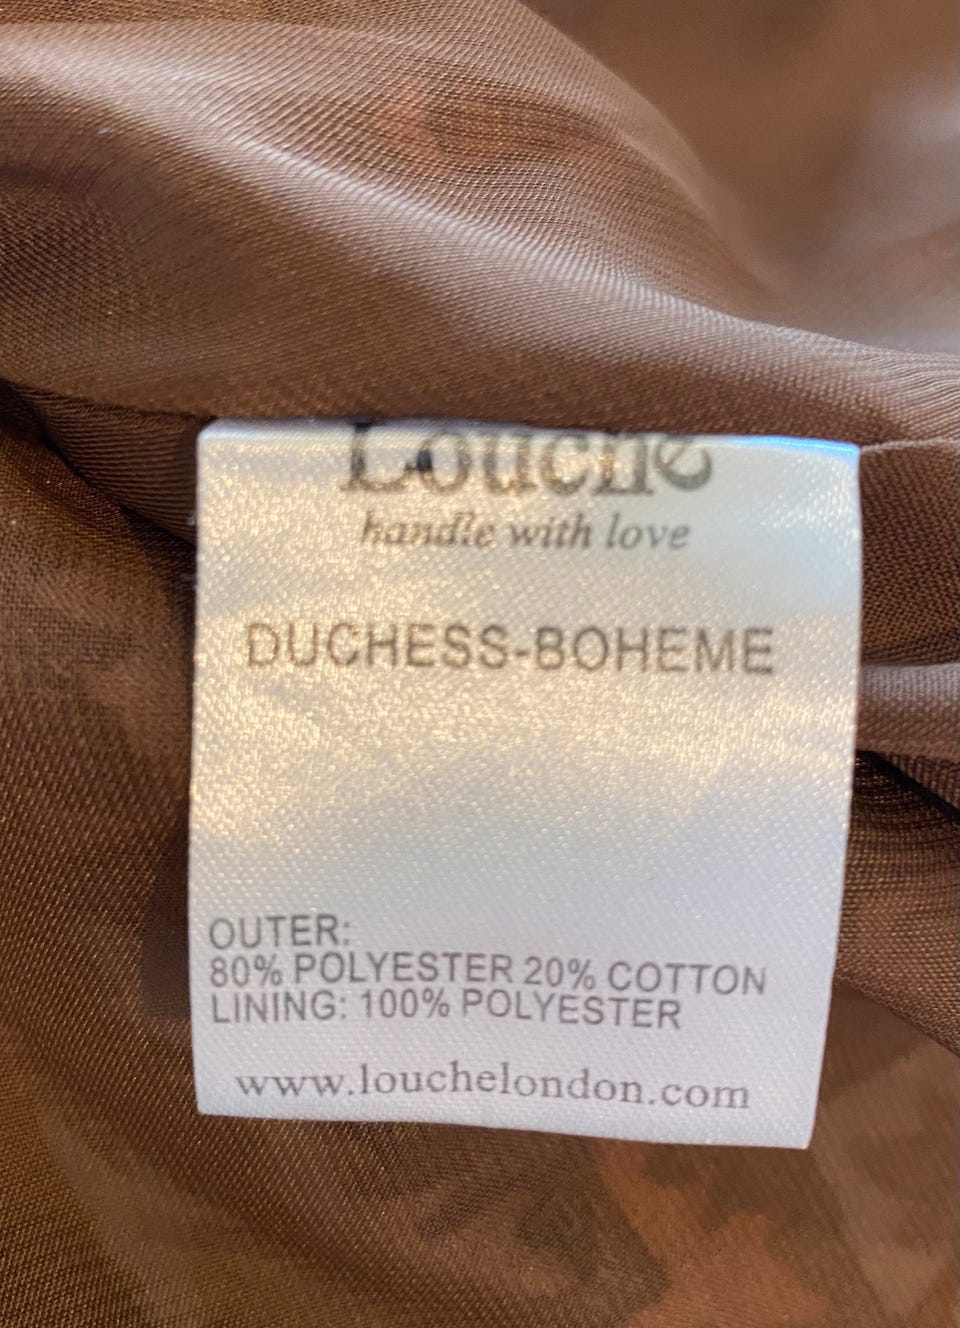 Louche
handle with love
DUCHESS-BOHEME
OUTER:
80% POLYESTER 20% COTTON
LINING: 100% POLYESTER
www.louchelondon.com